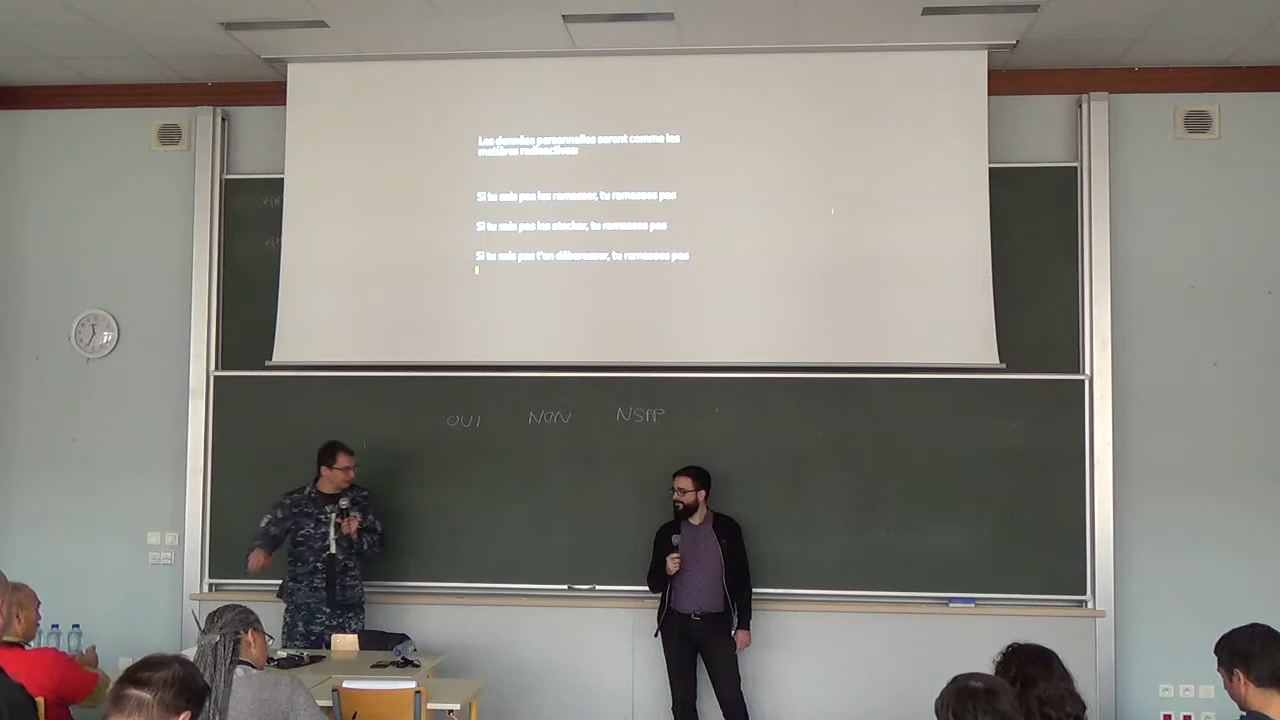 Les données personnelles seront comme les
matières radioactives
Si tu sais pas les ramasser, tu ramasses pas
Si tu sais pas les stocker, tu ramasses pas
Si tu sais pas t'en débarasser, tu ramasses pas
OUI NON NSPP